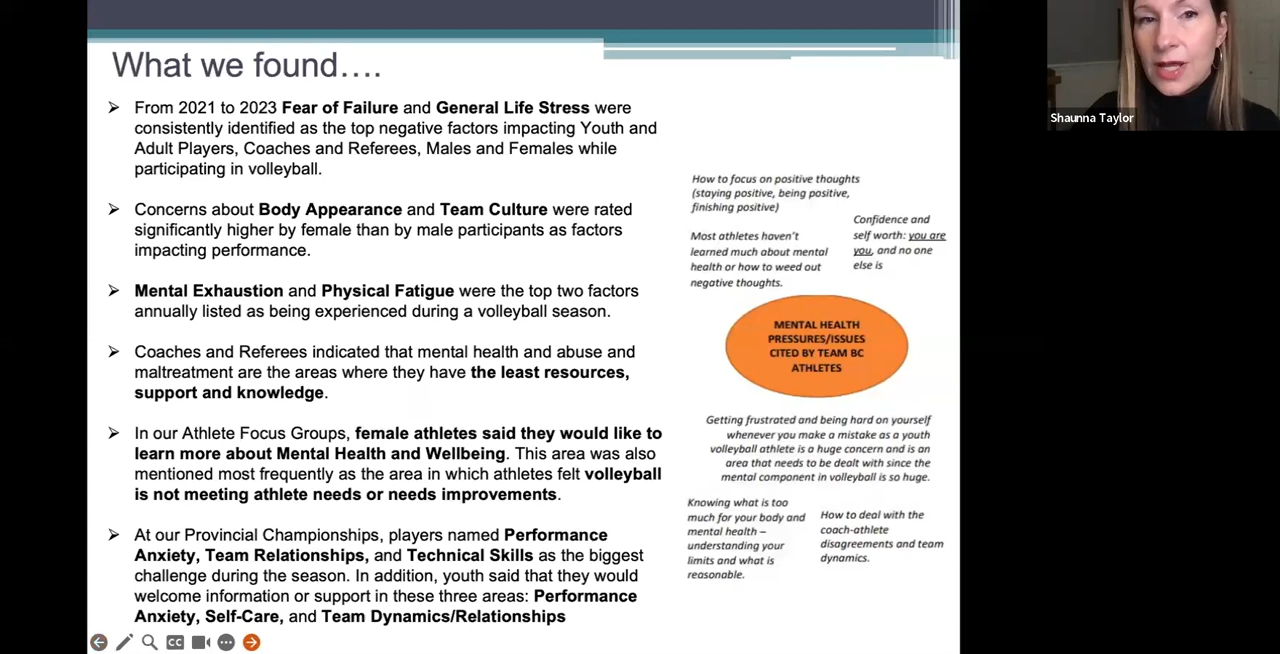 What we found....
From 2021 to 2023 Fear of Failure and General Life Stress were
consistently identified as the top negative factors impacting Youth and
Adult Players, Coaches and Referees, Males and Females while
participating in volleyball.
Concerns about Body Appearance and Team Culture were rated
significantly higher by female than by male participants as factors
impacting performance.
Mental Exhaustion and Physical Fatigue were the top two factors
annually listed as being experienced during a volleyball season.
Coaches and Referees indicated that mental health and abuse and
maltreatment are the areas where they have the least resources,
support and knowledge.
In our Athlete Focus Groups, female athletes said they would like to
learn more about Mental Health and Wellbeing. This area was also
mentioned most frequently as the area in which athletes felt volleyball
is not meeting athlete needs or needs improvements.
At our Provincial Championships, players named Performance
Anxiety, Team Relationships, and Technical Skills as the biggest
challenge during the season. In addition, youth said that they would
welcome information or support in these three areas: Performance
Anxiety, Self-Care, and Team Dynamics/Relationships
How to focus on positive thoughts
(staying positive, being positive,
finishing positive)
Confidence and
self worth: you are
you, and no one
else is
Most athletes haven't
learned much about mental
health or how to weed out
negative thoughts.
MENTAL HEALTH
PRESSURES/ISSUES
CITED BY TEAM BC
ATHLETES
Getting frustrated and being hard on yourself
whenever you make a mistake as a youth
volleyball athlete is a huge concern and is an
area that needs to be dealt with since the
mental component in volleyball is so huge.
Knowing what is too
much for your body and
mental health –
understanding your
limits and what is
reasonable.
How to deal with the
coach-athlete
disagreements and team
dynamics.
CC
Shaunna Taylor